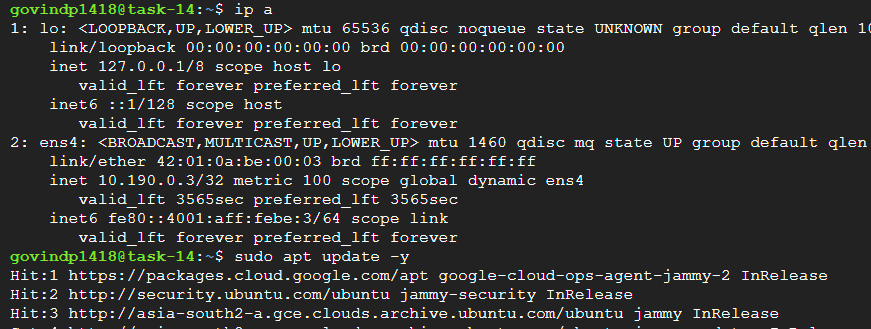 govindp1418@task-14:~$ ip a
1: lo: <LOOPBACK,UP,LOWER_UP> mtu 65536 qdisc noqueue state UNKNOWN group default qlen 10
    link/loopback 00:00:00:00:00:00 brd 00:00:00:00:00:00
    inet 127.0.0.1/8 scope host lo
       valid_lft forever preferred_lft forever
    inet6 ::1/128 scope host
       valid_lft forever preferred_lft forever
2: ens4: <BROADCAST,MULTICAST,UP,LOWER_UP> mtu 1460 qdisc mq state UP group default qlen
    link/ether 42:01:0a:be:00:03 brd ff:ff:ff:ff:ff:ff
    inet 10.190.0.3/32 metric 100 scope global dynamic ens4
       valid_lft 3565sec preferred_lft 3565sec
    inet6 fe80::4001:aff:febe:3/64 scope link
       valid_lft forever preferred_lft forever
govindp1418@task-14:~$ sudo apt update -y
Hit:1 https://packages.cloud.google.com/apt google-cloud-ops-agent-jammy-2 InRelease
Hit:2 http://security.ubuntu.com/ubuntu jammy-security InRelease
Hit:3 http://asia-south2-a.gce.clouds.archive.ubuntu.com/ubuntu jammy InRelease